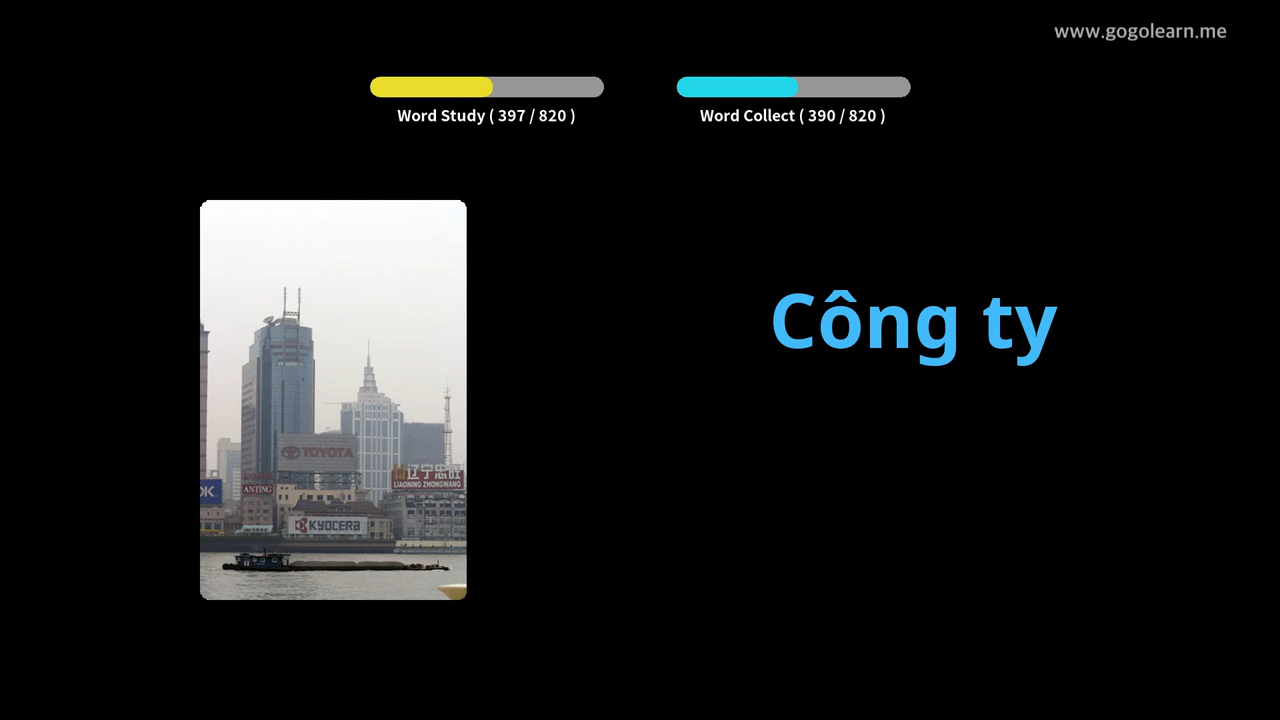 www.gogolearn.me
Word Study ( 397 / 820 )
Word Collect ( 390 / 820 )
Công ty
TOYOTA
辽宁忠旺
LIAONING ZHONGWANG
ANTING
OK
KYOCERA